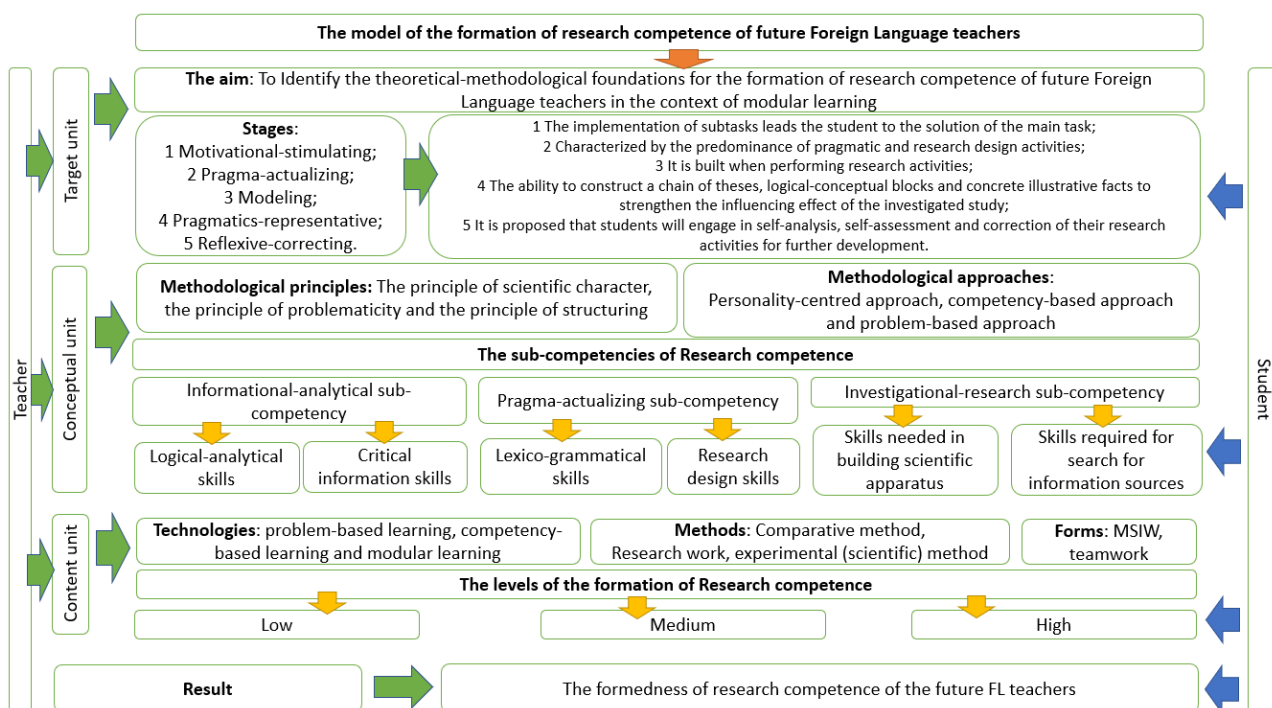 The model of the formation of research competence of future Foreign Language teachers
Teacher
Target unit
The aim: To Identify the theoretical-methodological foundations for the formation of research competence of future Foreign
Language teachers in the context of modular learning
Stages:
1 Motivational-stimulating;
2 Pragma-actualizing;
3 Modeling;
4 Pragmatics-representative;
5 Reflexive-correcting.
1 The implementation of subtasks leads the student to the solution of the main task;
2 Characterized by the predominance of pragmatic and research design activities;
3 It is built when performing research activities;
4 The ability to construct a chain of theses, logical-conceptual blocks and concrete illustrative facts to
strengthen the influencing effect of the investigated study;
5 It is proposed that students will engage in self-analysis, self-assessment and correction of their research
activities for further development.
Conceptual unit
Methodological principles: The principle of scientific character,
the principle of problematicity and the principle of structuring
Methodological approaches:
Personality-centred approach, competency-based approach
and problem-based approach
The sub-competencies of Research competence
Informational-analytical sub-
competency
Pragma-actualizing sub-competency
Investigational-research sub-competency
Logical-analytical
skills
Critical
information skills
Lexico-grammatical
skills
Research
design skills
Skills needed in
building scientific
apparatus
Skills required for
search for
information sources
Content unit
Technologies: problem-based learning, competency-
based learning and modular learning
Methods: Comparative method,
Research work, experimental (scientific) method
Forms: MSIW,
teamwork
The levels of the formation of Research competence
Low
Medium
High
Result
The formedness of research competence of the future FL teachers
Student